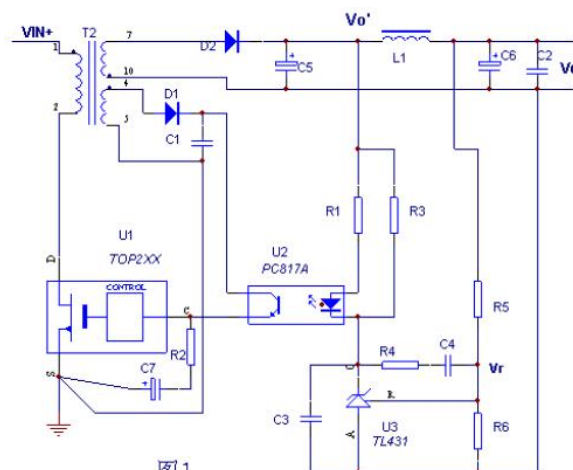 VIN+
T2
7
D2
Vo'
L1
C5
C6
C2
Vo
1
10
4
D1
2
5
C1
R1
R3
U1
TOP2XX
U2
PC817A
D
CONTROL
C
R2
R5
C7
S
R4
C4
Vr
C
R
C3
U3
TL431
A
R6
图 1